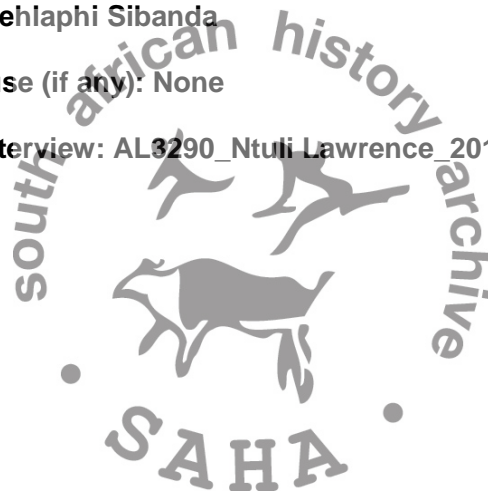 ehlaphi Sibanda
se (if any): None
terview: AL3290_Ntuli Lawrence_201
south african history archive
SAHA